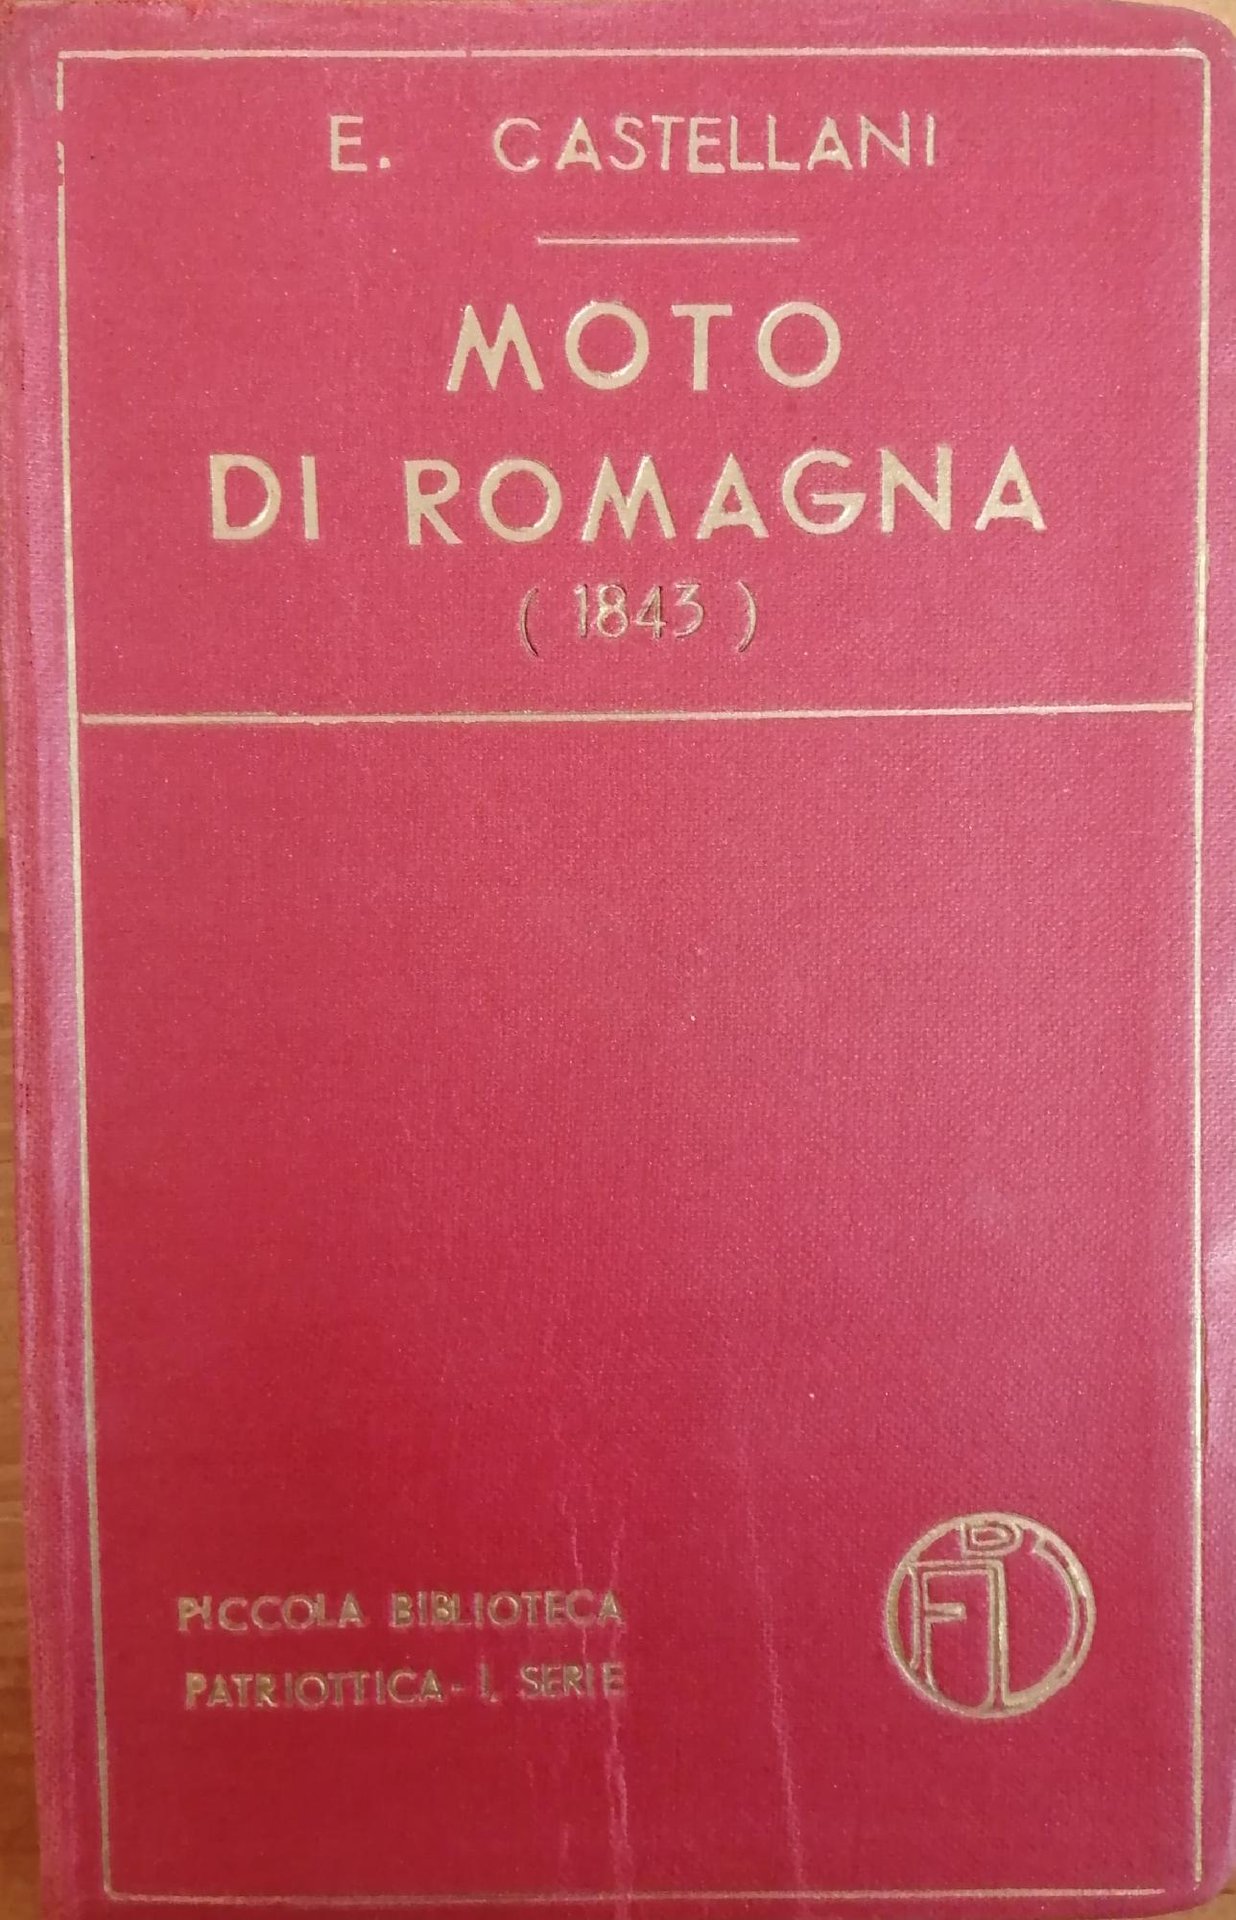 E. CASTELLANI
MOTO
DI ROMAGNA
( 1843 )
PICCOLA BIBLIOTECA
PATRIOTTICA - I. SERIE